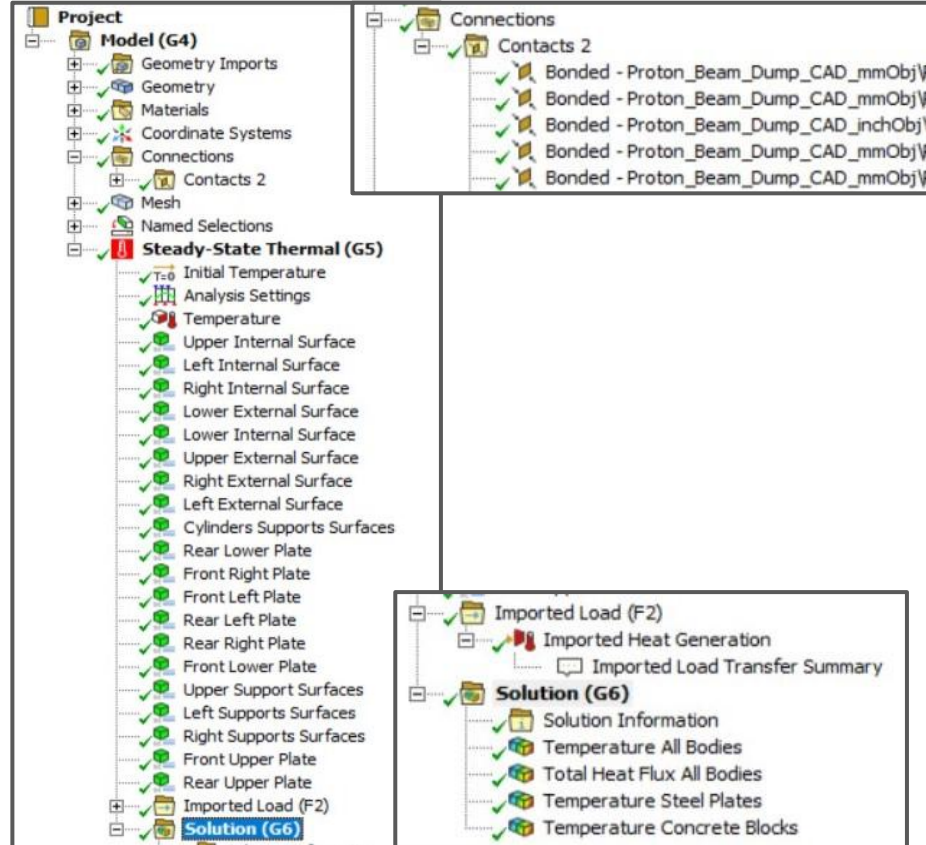 Project
Model (G4)
Geometry Imports
Geometry
Materials
Coordinate Systems
Connections
Contacts 2
Mesh
Named Selections
Steady-State Thermal (G5)
T=0 Initial Temperature
Analysis Settings
Temperature
Upper Internal Surface
Left Internal Surface
Right Internal Surface
Lower External Surface
Lower Internal Surface
Upper External Surface
Right External Surface
Left External Surface
Cylinders Supports Surfaces
Rear Lower Plate
Front Right Plate
Front Left Plate
Rear Left Plate
Rear Right Plate
Front Lower Plate
Upper Support Surfaces
Left Supports Surfaces
Right Supports Surfaces
Front Upper Plate
Rear Upper Plate
Imported Load (F2)
Solution (G6)
Connections
Contacts 2
Bonded - Proton_Beam_Dump_CAD_mmObj\
Bonded - Proton_Beam_Dump_CAD_mmObj\
Bonded - Proton_Beam_Dump_CAD_inchObj\
Bonded - Proton_Beam_Dump_CAD_mmObj\
Bonded - Proton_Beam_Dump_CAD_mmObj\
Imported Load (F2)
Imported Heat Generation
Imported Load Transfer Summary
Solution (G6)
Solution Information
Temperature All Bodies
Total Heat Flux All Bodies
Temperature Steel Plates
Temperature Concrete Blocks